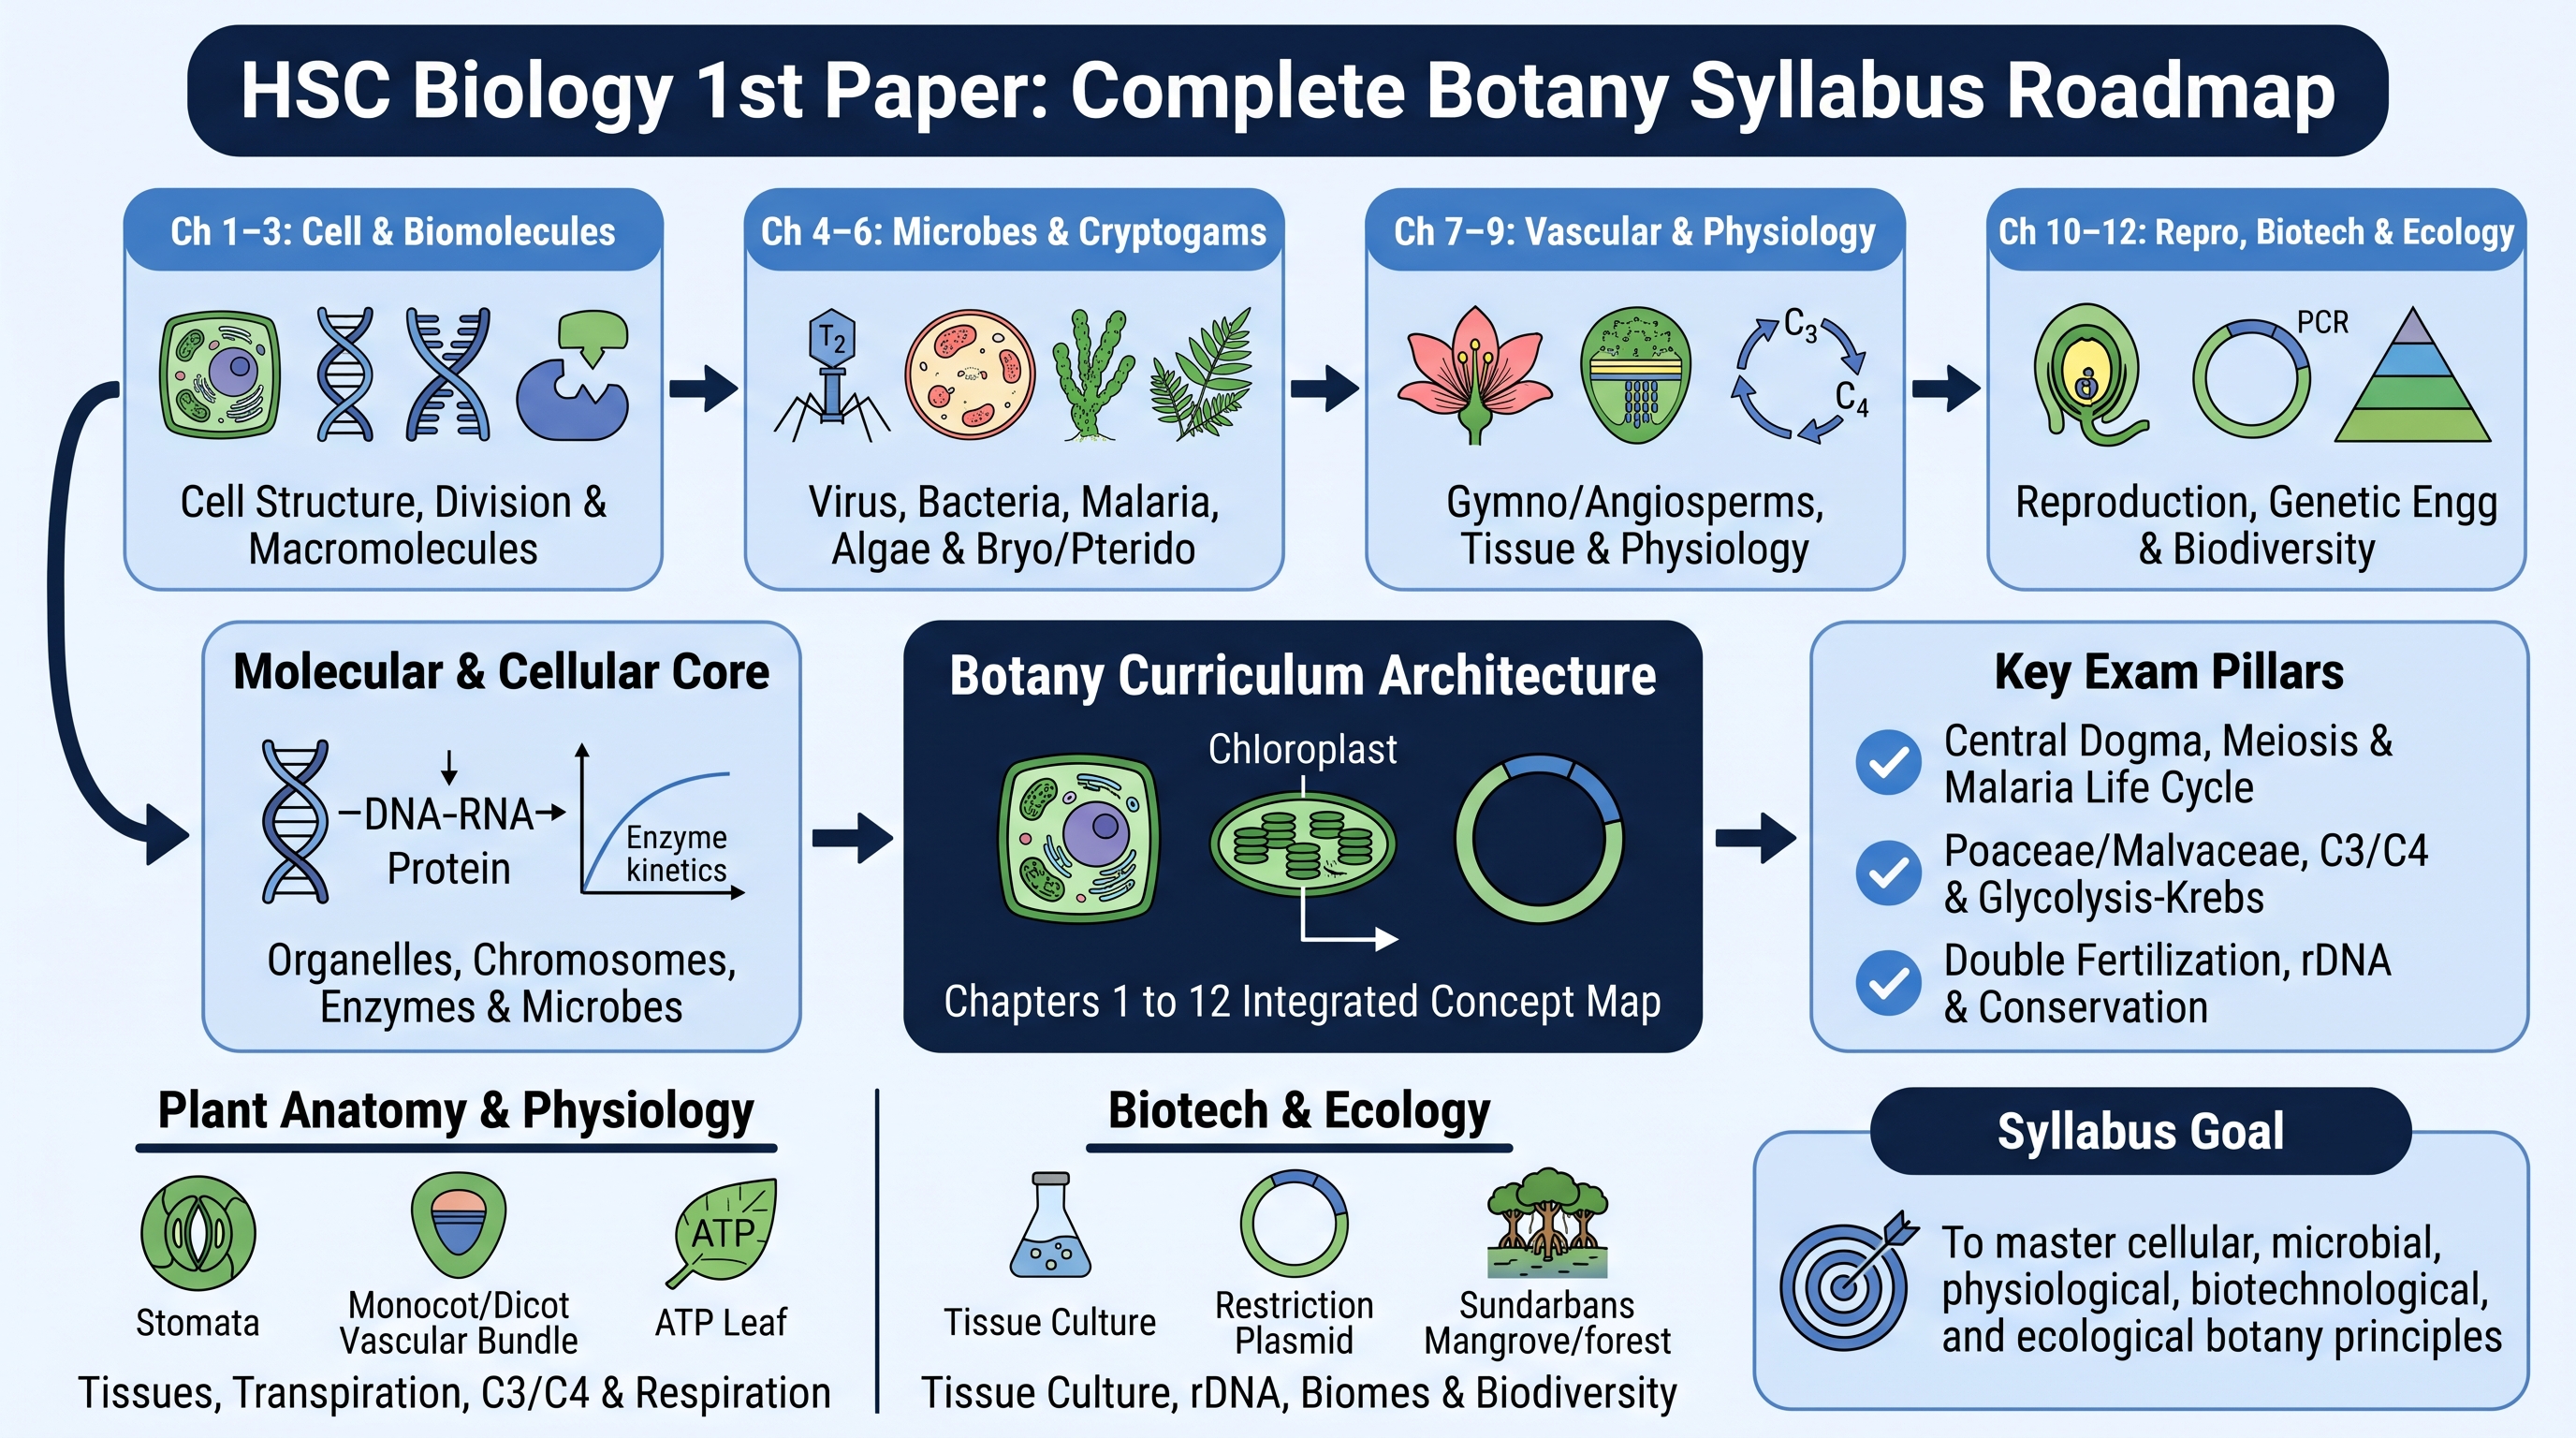 HSC Biology 1st Paper: Complete Botany Syllabus Roadmap
Ch 1–3: Cell & Biomolecules
Cell Structure, Division &
Macromolecules
Ch 4–6: Microbes & Cryptogams
T2
Virus, Bacteria, Malaria,
Algae & Bryo/Pterido
Ch 7–9: Vascular & Physiology
C3
C4
Gymno/Angiosperms,
Tissue & Physiology
Ch 10–12: Repro, Biotech & Ecology
PCR
Reproduction, Genetic Engg
& Biodiversity
Molecular & Cellular Core
DNA-RNA
Protein
Enzyme
kinetics
Organelles, Chromosomes,
Enzymes & Microbes
Botany Curriculum Architecture
Chloroplast
Chapters 1 to 12 Integrated Concept Map
Key Exam Pillars
Central Dogma, Meiosis &
Malaria Life Cycle
Poaceae/Malvaceae, C3/C4
& Glycolysis-Krebs
Double Fertilization, rDNA
& Conservation
Plant Anatomy & Physiology
Stomata
Monocot/Dicot
Vascular Bundle
ATP
ATP Leaf
Tissues, Transpiration, C3/C4 & Respiration
Biotech & Ecology
Tissue Culture
Restriction
Plasmid
Sundarbans
Mangrove/forest
Tissue Culture, rDNA, Biomes & Biodiversity
Syllabus Goal
To master cellular, microbial,
physiological, biotechnological,
and ecological botany principles